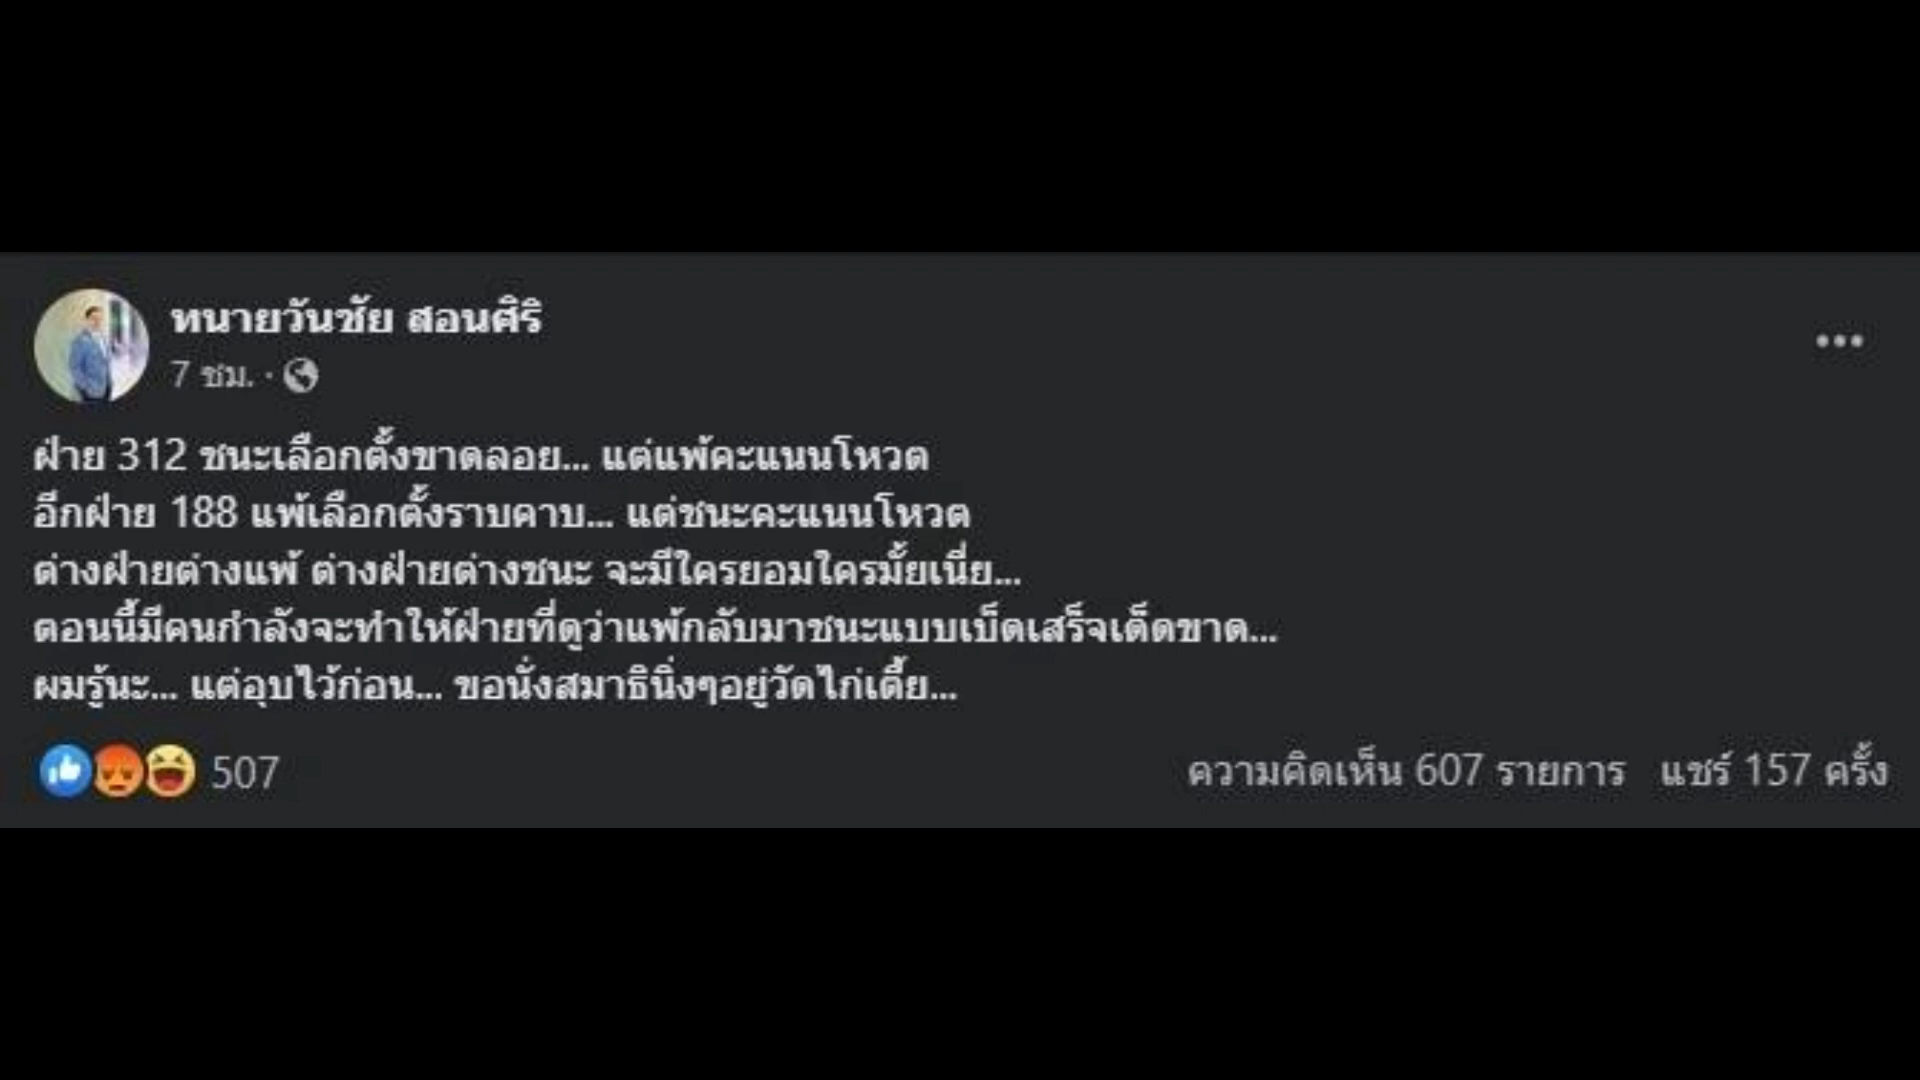 ทนายวันชัย สอนศิริ
7 ชม. ·
ฝ่าย 312 ชนะเลือกตั้งขาดลอย... แต่แพ้คะแนนโหวต
อีกฝ่าย 188 แพ้เลือกตั้งราบคาบ... แต่ชนะคะแนนโหวต
ต่างฝ่ายต่างแพ้ ต่างฝ่ายต่างชนะ จะมีใครยอมใครมั้ยเนี่ย...
ตอนนี้มีคนกำลังจะทำให้ฝ่ายที่ดูว่าแพ้กลับมาชนะแบบเบ็ดเสร็จเด็ดขาด...
ผมรู้นะ... แต่อุบไว้ก่อน... ขอนั่งสมาธินิ่งๆอยู่วัดไก่เตี้ย...
507
ความคิดเห็น 607 รายการ แชร์ 157 ครั้ง